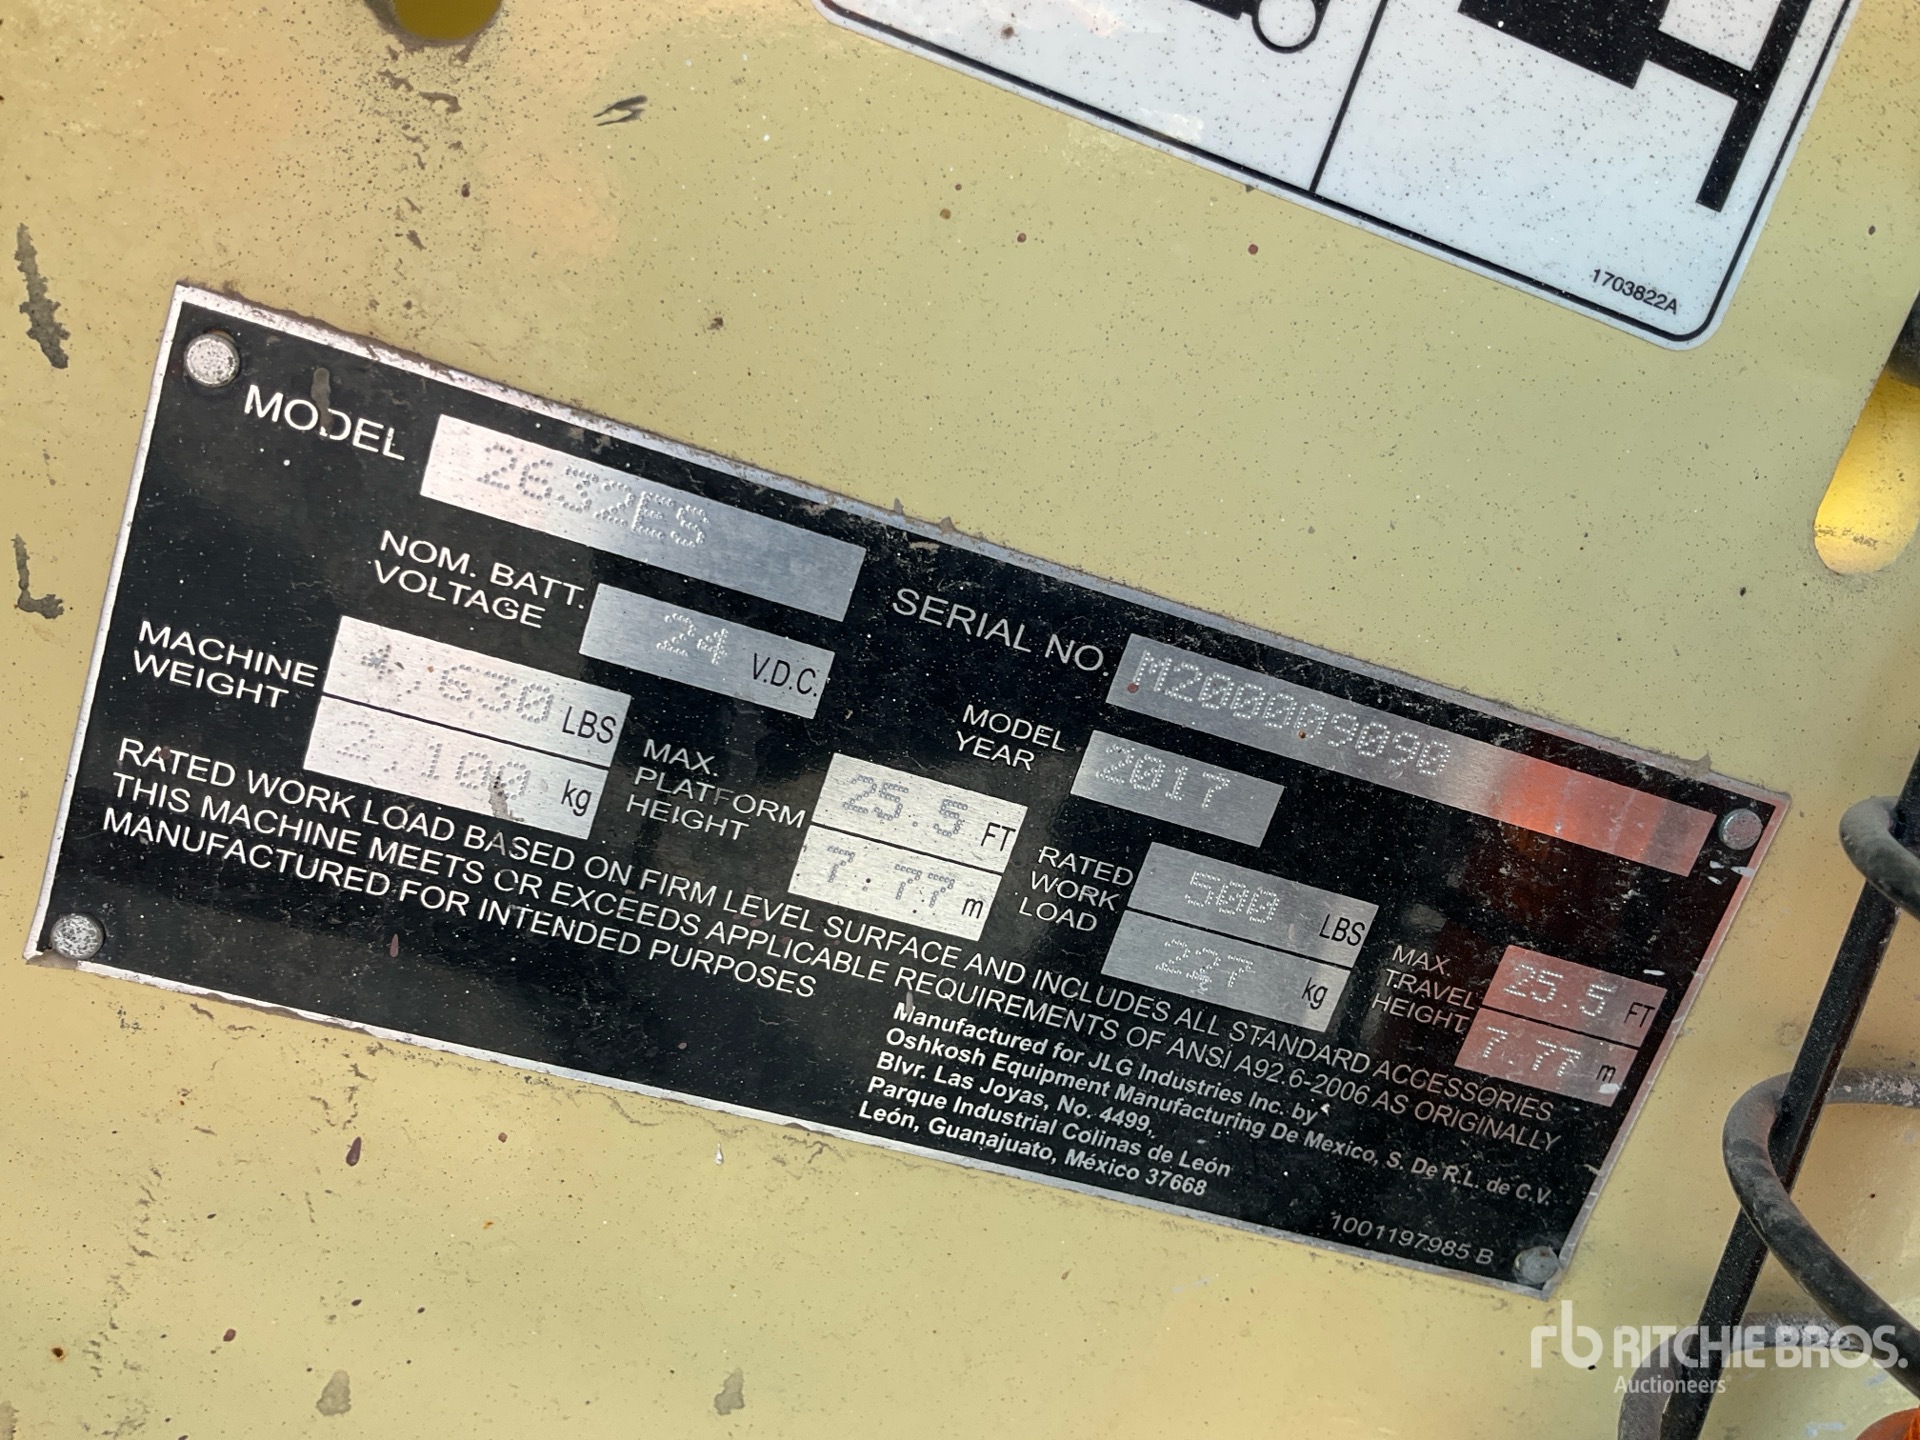 1703822A
MODEL 2632ES
NOM. BATT. VOLTAGE 24 V.D.C.
SERIAL NO. M200009090
MACHINE WEIGHT 4,630 LBS
2,100 kg
MODEL YEAR 2017
MAX. PLATFORM HEIGHT 25.5 FT
7.77 m
RATED WORK LOAD 500 LBS
227 kg
MAX. TRAVEL HEIGHT 25.5 FT
7.77 m
RATED WORK LOAD BASED ON FIRM LEVEL SURFACE AND INCLUDES ALL STANDARD ACCESSORIES
THIS MACHINE MEETS OR EXCEEDS APPLICABLE REQUIREMENTS OF ANSI A92.6-2006 AS ORIGINALLY
MANUFACTURED FOR INTENDED PURPOSES
Manufactured for JLG Industries Inc. by
Oshkosh Equipment Manufacturing De Mexico, S. De R.L. de C.V.
Blvr. Las Joyas, No. 4499,
Parque Industrial Colinas de León
León, Guanajuato, México 37668
1001197985 B
rb RITCHIE BROS.
Auctioneers